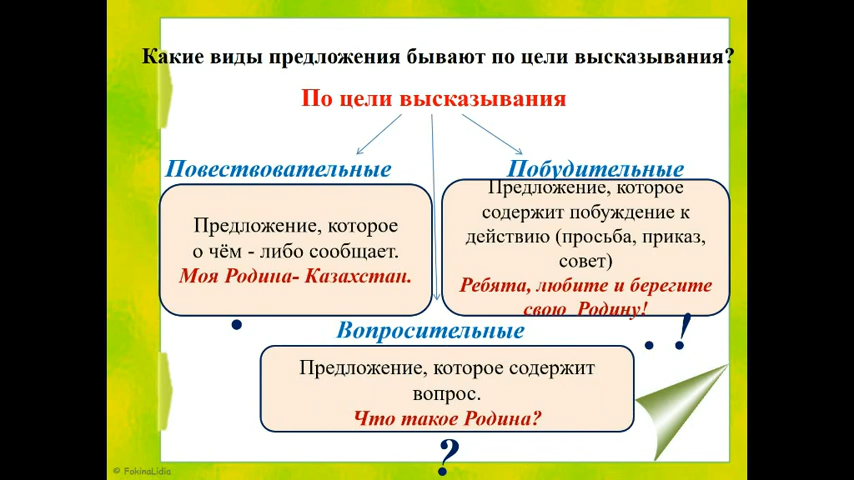 Какие виды предложения бывают по цели высказывания?
По цели высказывания
Повествовательные
Предложение, которое
о чём - либо сообщает.
Моя Родина- Казахстан.
.
Побудительные
Предложение, которое
содержит побуждение к
действию (просьба, приказ,
совет)
Ребята, любите и берегите
свою Родину!
. !
Вопросительные
Предложение, которое содержит
вопрос.
Что такое Родина?
?
© FokinaLidia